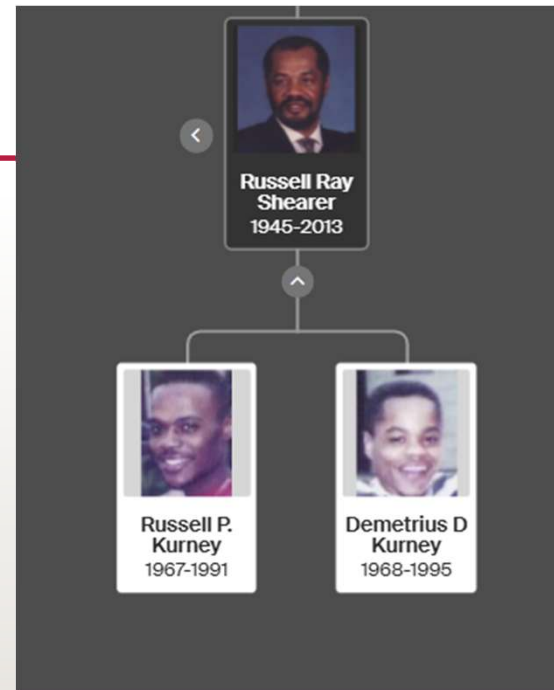 Russell Ray
Shearer
1945-2013
Russell P.
Kurney
1967-1991
Demetrius D
Kurney
1968-1995